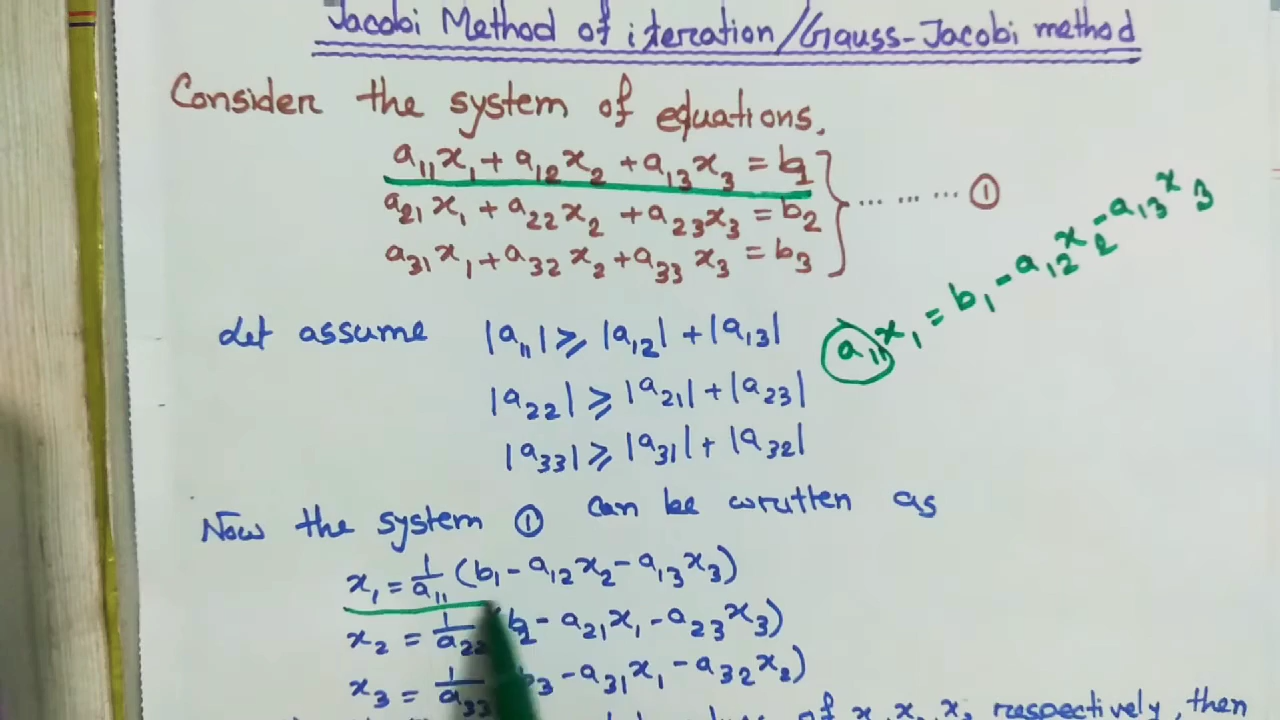 Jacobi Method of iteration/Gauss-Jacobi method
Consider the system of equations.
a₁₁x₁ + a₁₂x₂ + a₁₃x₃ = b₁
a₂₁x₁ + a₂₂x₂ + a₂₃x₃ = b₂
a₃₁x₁ + a₃₂x₂ + a₃₃x₃ = b₃
} ... ... ... ①
a₁₁x₁ = b₁ - a₁₂x₂ - a₁₃x₃
Let assume |a₁₁| ⩾ |a₁₂| + |a₁₃|
|a₂₂| ⩾ |a₂₁| + |a₂₃|
|a₃₃| ⩾ |a₃₁| + |a₃₂|
Now the system ① can be written as
x₁ = 1/a₁₁ (b₁ - a₁₂x₂ - a₁₃x₃)
x₂ = 1/a₂₂ (b₂ - a₂₁x₁ - a₂₃x₃)
x₃ = 1/a₃₃ b₃ - a₃₁x₁ - a₃₂x₂)
of x₁ x₂ x₃ respectively, then